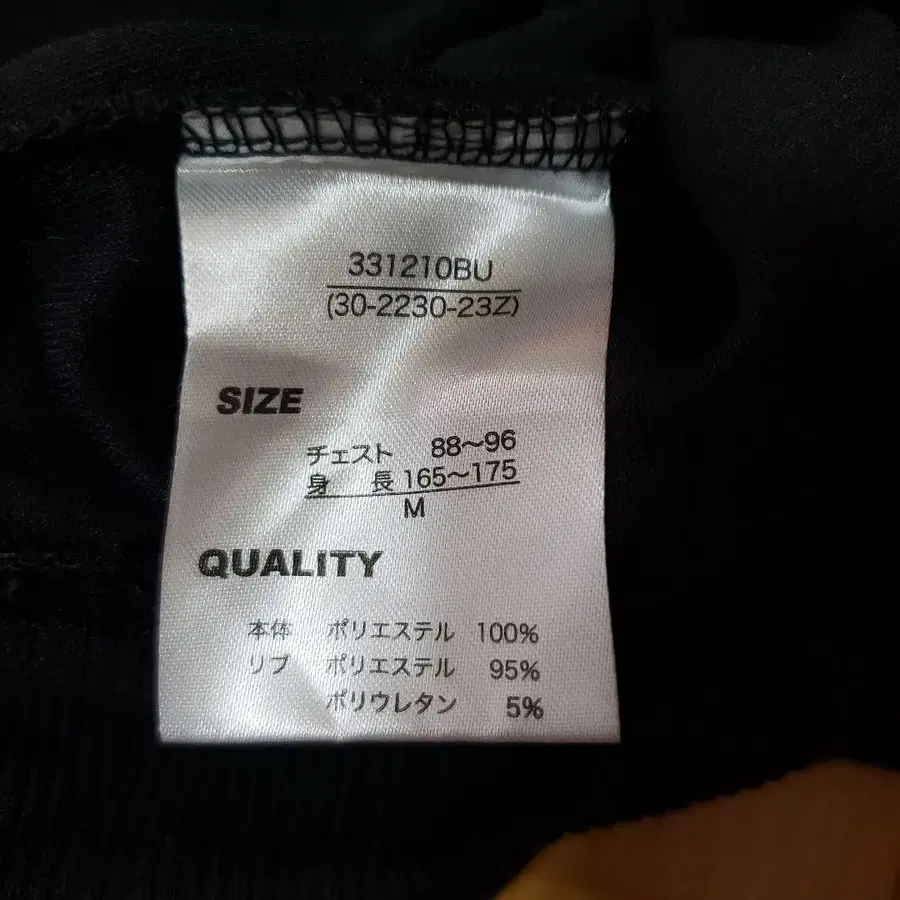 331210BU
(30-2230-23Z)
SIZE
チェスト 88〜96
身 長 165〜175
M
QUALITY
本体 ポリエステル 100%
リブ ポリエステル 95%
ポリウレタン 5%